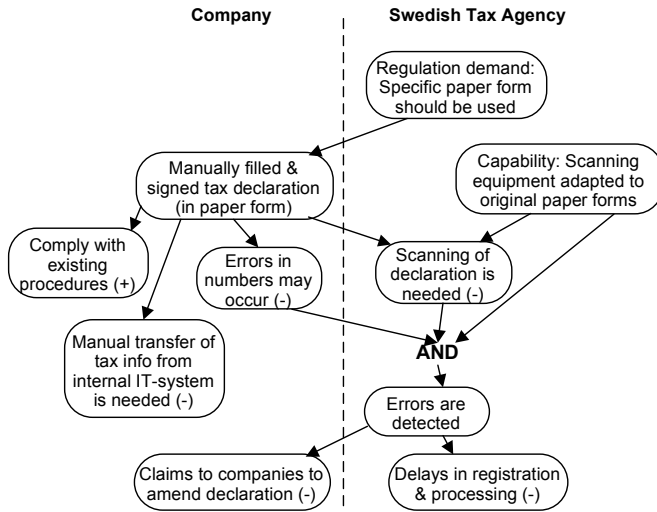 Company
Swedish Tax Agency
Regulation demand:
Specific paper form
should be used
Manually filled &
signed tax declaration
(in paper form)
Capability: Scanning
equipment adapted to
original paper forms
Comply with
existing
procedures (+)
Errors in
numbers may
occur (-)
Scanning of
declaration is
needed (-)
Manual transfer of
tax info from
internal IT-system
is needed (-)
AND
Errors are
detected
Claims to companies to
amend declaration (-)
Delays in registration
& processing (-)